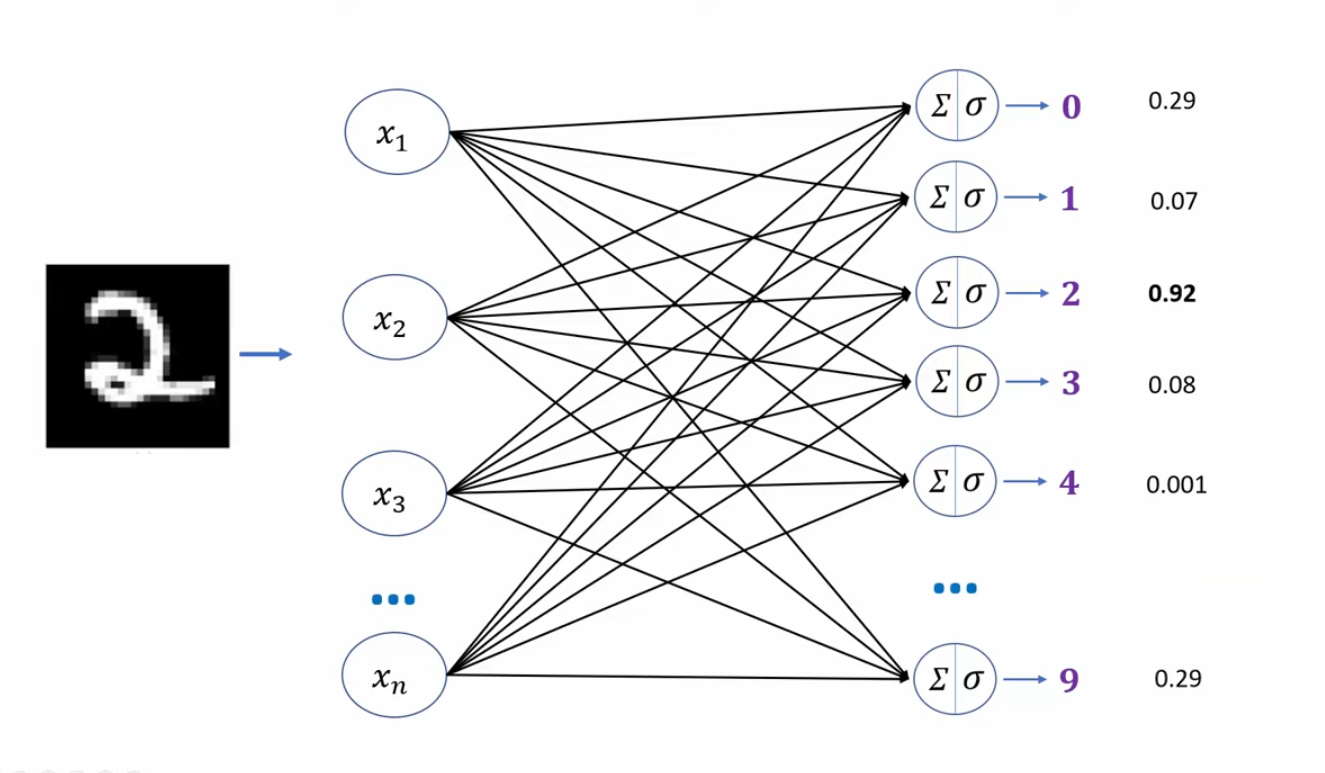 x₁ Σ σ 0 0.29
Σ σ 1 0.07
x₂ Σ σ 2 0.92
Σ σ 3 0.08
x₃ Σ σ 4 0.001
... ...
xₙ Σ σ 9 0.29